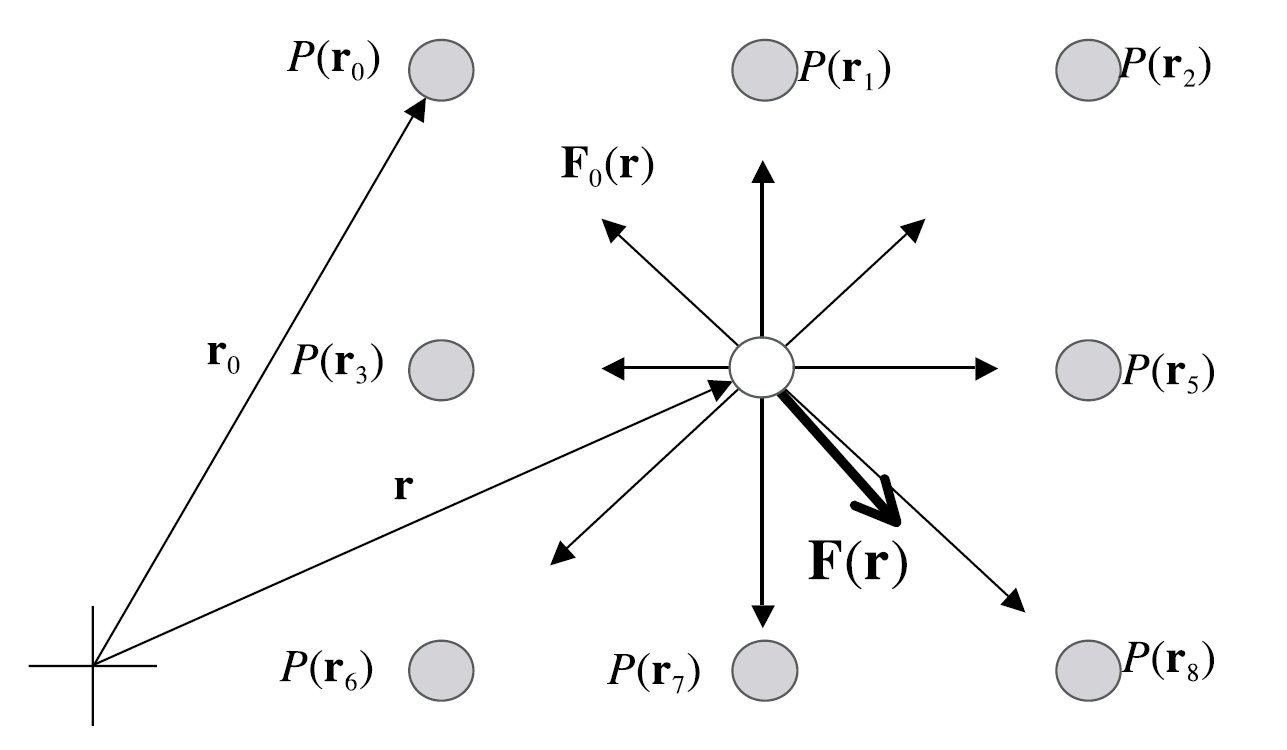 P(r₀)
P(r₁)
P(r₂)
F₀(r)
r₀
P(r₃)
P(r₅)
r
F(r)
P(r₆)
P(r₇)
P(r₈)